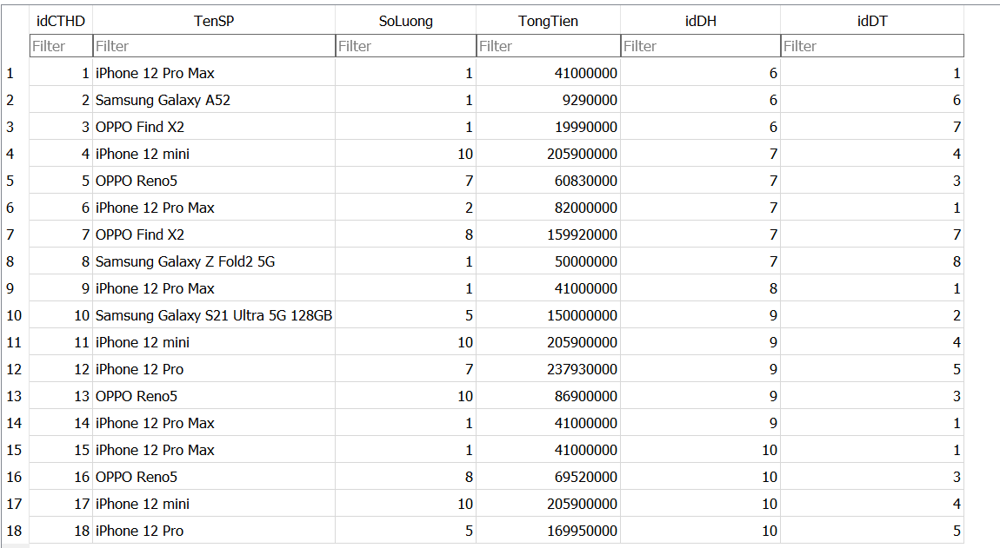 idCTHD TenSP SoLuong TongTien idDH idDT
Filter Filter Filter Filter Filter Filter
1 1 iPhone 12 Pro Max 1 41000000 6 1
2 2 Samsung Galaxy A52 1 9290000 6 6
3 3 OPPO Find X2 1 19990000 6 7
4 4 iPhone 12 mini 10 205900000 7 4
5 5 OPPO Reno5 7 60830000 7 3
6 6 iPhone 12 Pro Max 2 82000000 7 1
7 7 OPPO Find X2 8 159920000 7 7
8 8 Samsung Galaxy Z Fold2 5G 1 50000000 7 8
9 9 iPhone 12 Pro Max 1 41000000 8 1
10 10 Samsung Galaxy S21 Ultra 5G 128GB 5 150000000 9 2
11 11 iPhone 12 mini 10 205900000 9 4
12 12 iPhone 12 Pro 7 237930000 9 5
13 13 OPPO Reno5 10 86900000 9 3
14 14 iPhone 12 Pro Max 1 41000000 9 1
15 15 iPhone 12 Pro Max 1 41000000 10 1
16 16 OPPO Reno5 8 69520000 10 3
17 17 iPhone 12 mini 10 205900000 10 4
18 18 iPhone 12 Pro 5 169950000 10 5